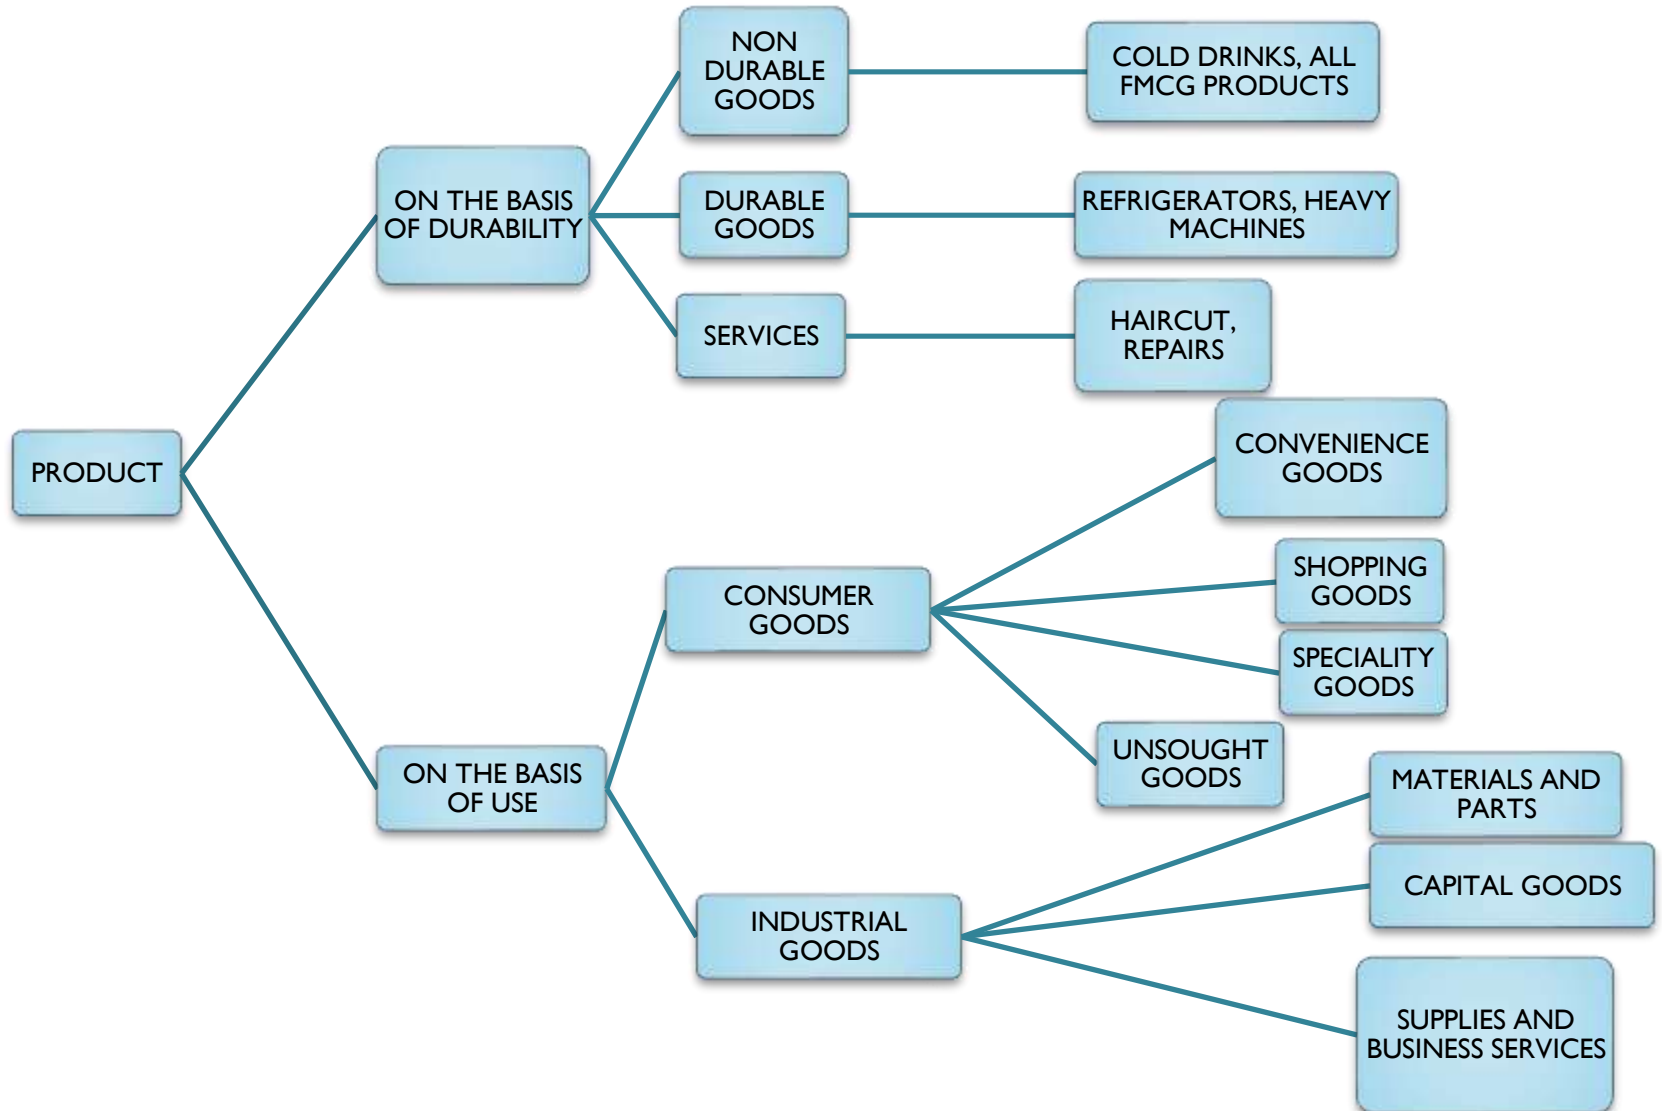 PRODUCT
ON THE BASIS
OF DURABILITY
NON
DURABLE
GOODS
COLD DRINKS, ALL
FMCG PRODUCTS
DURABLE
GOODS
REFRIGERATORS, HEAVY
MACHINES
SERVICES
HAIRCUT,
REPAIRS
ON THE BASIS
OF USE
CONSUMER
GOODS
CONVENIENCE
GOODS
SHOPPING
GOODS
SPECIALITY
GOODS
UNSOUGHT
GOODS
INDUSTRIAL
GOODS
MATERIALS AND
PARTS
CAPITAL GOODS
SUPPLIES AND
BUSINESS SERVICES